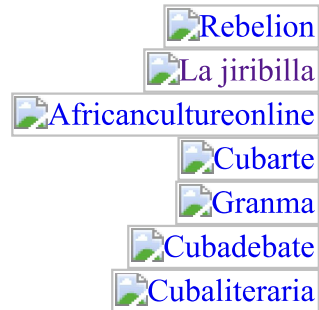 Rebelion
La jiribilla
Africancultureonline
Cubarte
Granma
Cubadebate
Cubaliteraria